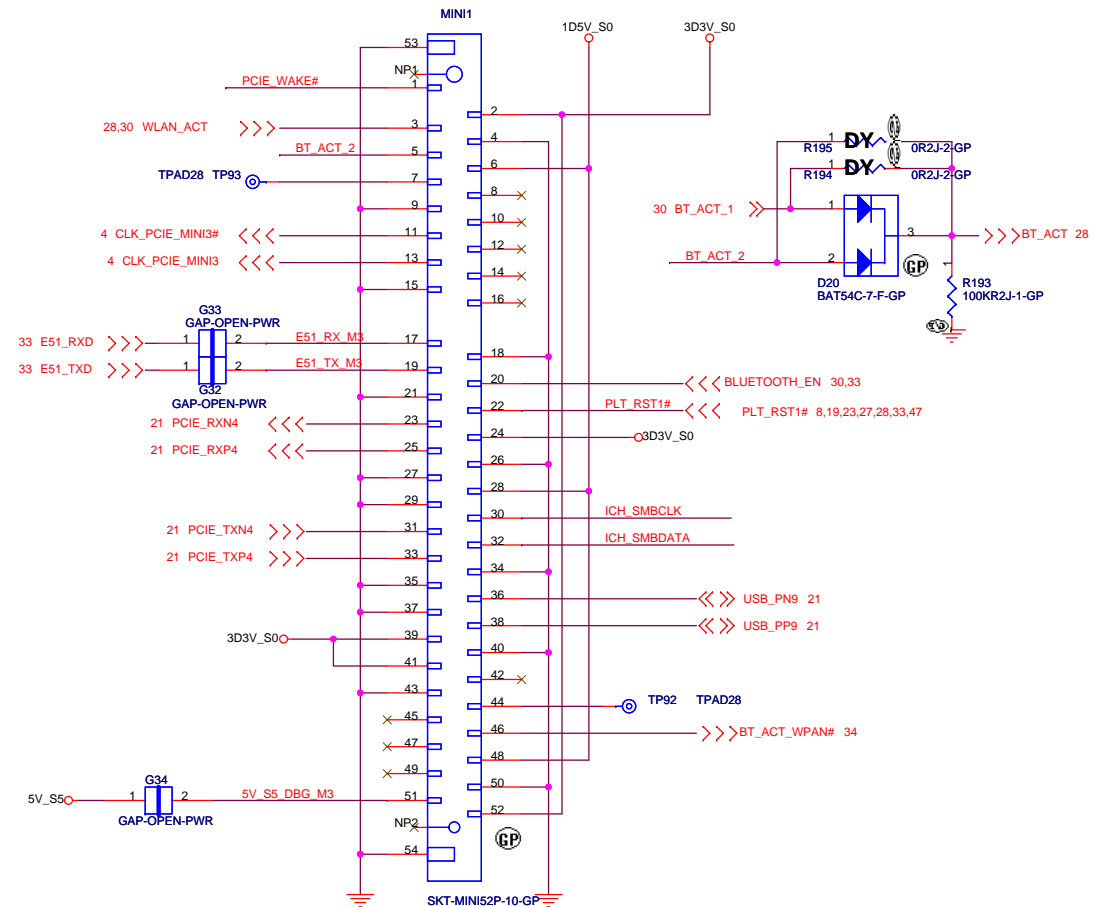 MINI1
1D5V_S0
3D3V_S0
53
NP1
PCIE_WAKE#
1
2
28,30 WLAN_ACT
3
4
BT_ACT_2
5
6
TPAD28 TP93
7
8
9
10
4 CLK_PCIE_MINI3#
11
12
4 CLK_PCIE_MINI3
13
14
15
16
G33
GAP-OPEN-PWR
33 E51_RXD
1
2
E51_RX_M3
17
18
33 E51_TXD
1
2
E51_TX_M3
19
20
BLUETOOTH_EN 30,33
G32
GAP-OPEN-PWR
21
22
PLT_RST1#
PLT_RST1# 8,19,23,27,28,33,47
21 PCIE_RXN4
23
24
3D3V_S0
21 PCIE_RXP4
25
26
27
28
29
30
ICH_SMBCLK
21 PCIE_TXN4
31
32
ICH_SMBDATA
21 PCIE_TXP4
33
34
35
36
USB_PN9 21
37
38
USB_PP9 21
3D3V_S0
39
40
41
42
43
44
TP92 TPAD28
45
46
BT_ACT_WPAN# 34
47
48
49
50
G34
5V_S5
1
2
5V_S5_DBG_M3
51
52
GAP-OPEN-PWR
NP2
GP
54
SKT-MINI52P-10-GP
1
DY
R195
0R2J-2-GP
1
DY
R194
0R2J-2-GP
30 BT_ACT_1
1
3
BT_ACT 28
BT_ACT_2
2
GP
D20
BAT54C-7-F-GP
1
R193
100KR2J-1-GP